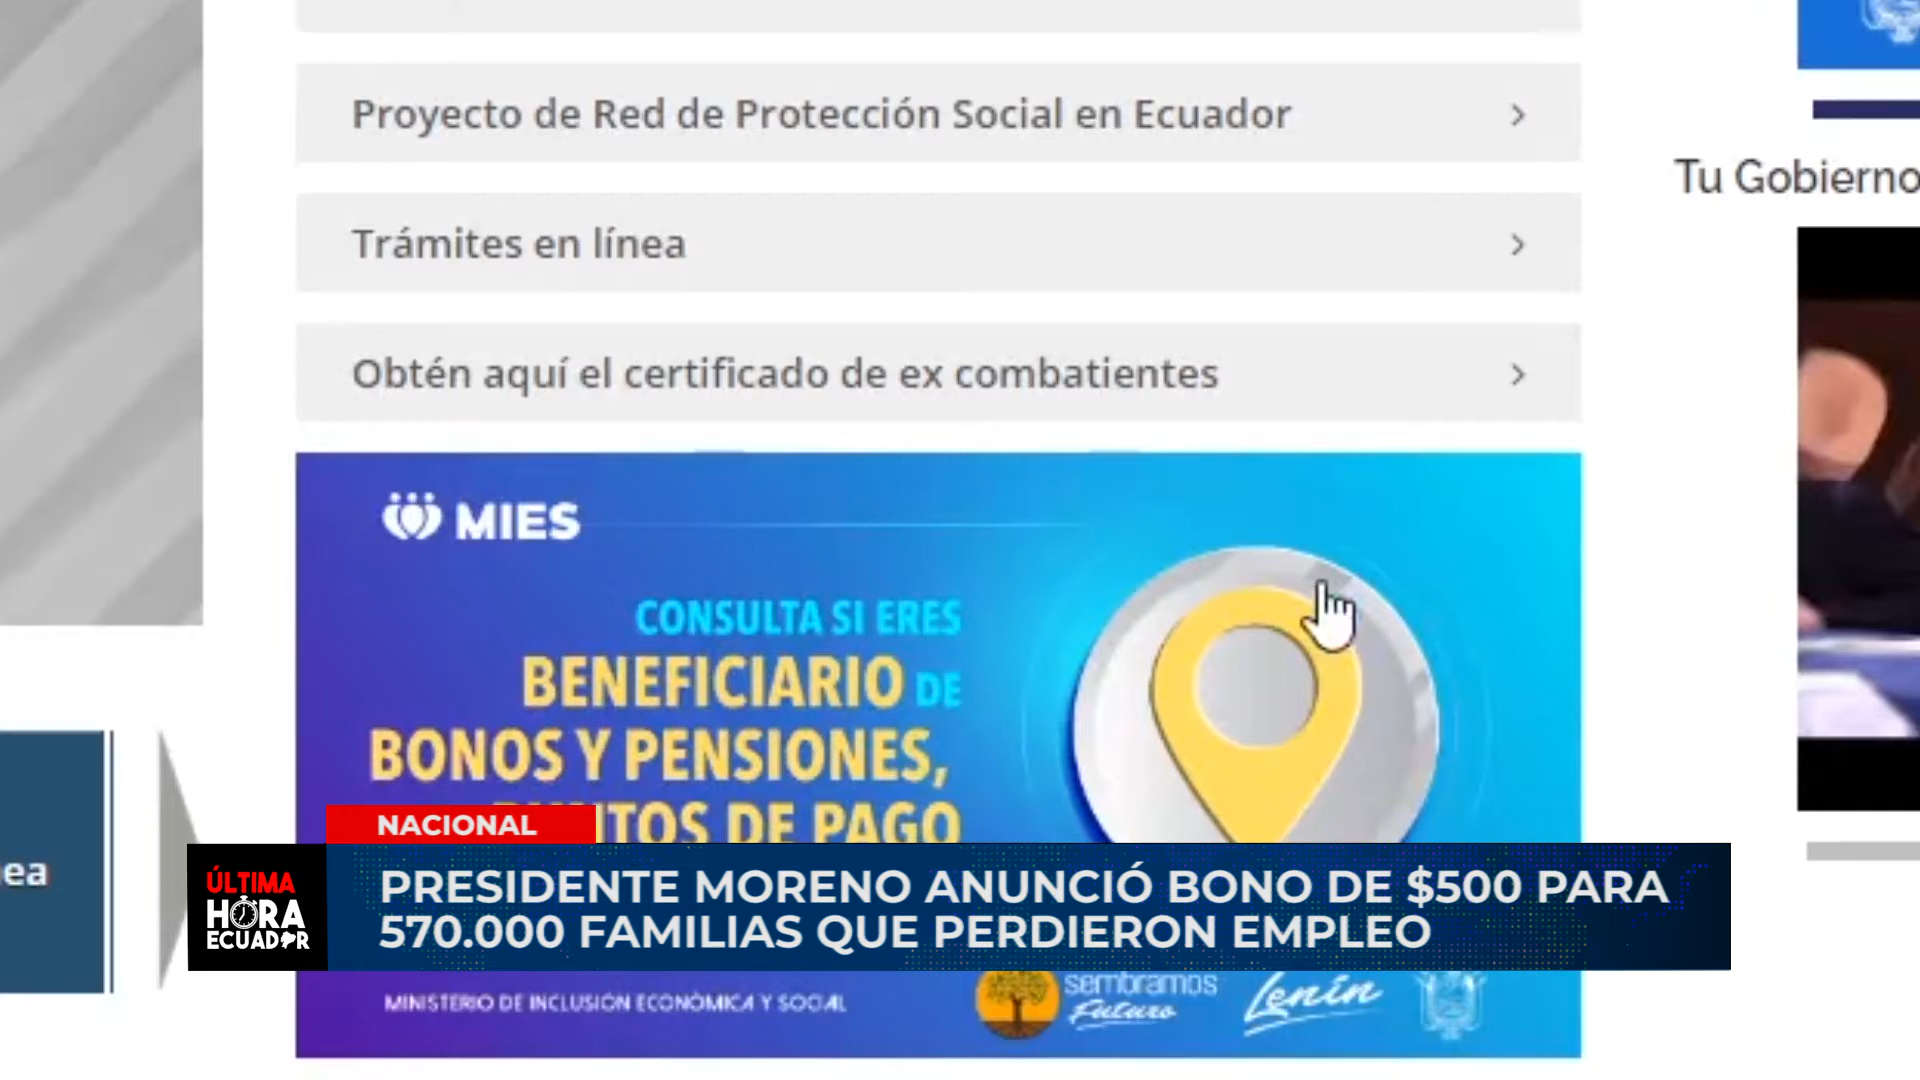 Proyecto de Red de Protección Social en Ecuador
Tu Gobierno
Trámites en línea
Obtén aquí el certificado de ex combatientes
MIES
CONSULTA SI ERES
BENEFICIARIO DE
BONOS Y PENSIONES,
DE PAGO
NACIONAL
ea
ÚLTIMA
HORA
ECUADOR
PRESIDENTE MORENO ANUNCIÓ BONO DE $500 PARA
570.000 FAMILIAS QUE PERDIERON EMPLEO
MINISTERIO DE INCLUSIÓN ECONÓMICA Y SOCIAL
sembramos
Futuro
Lenín